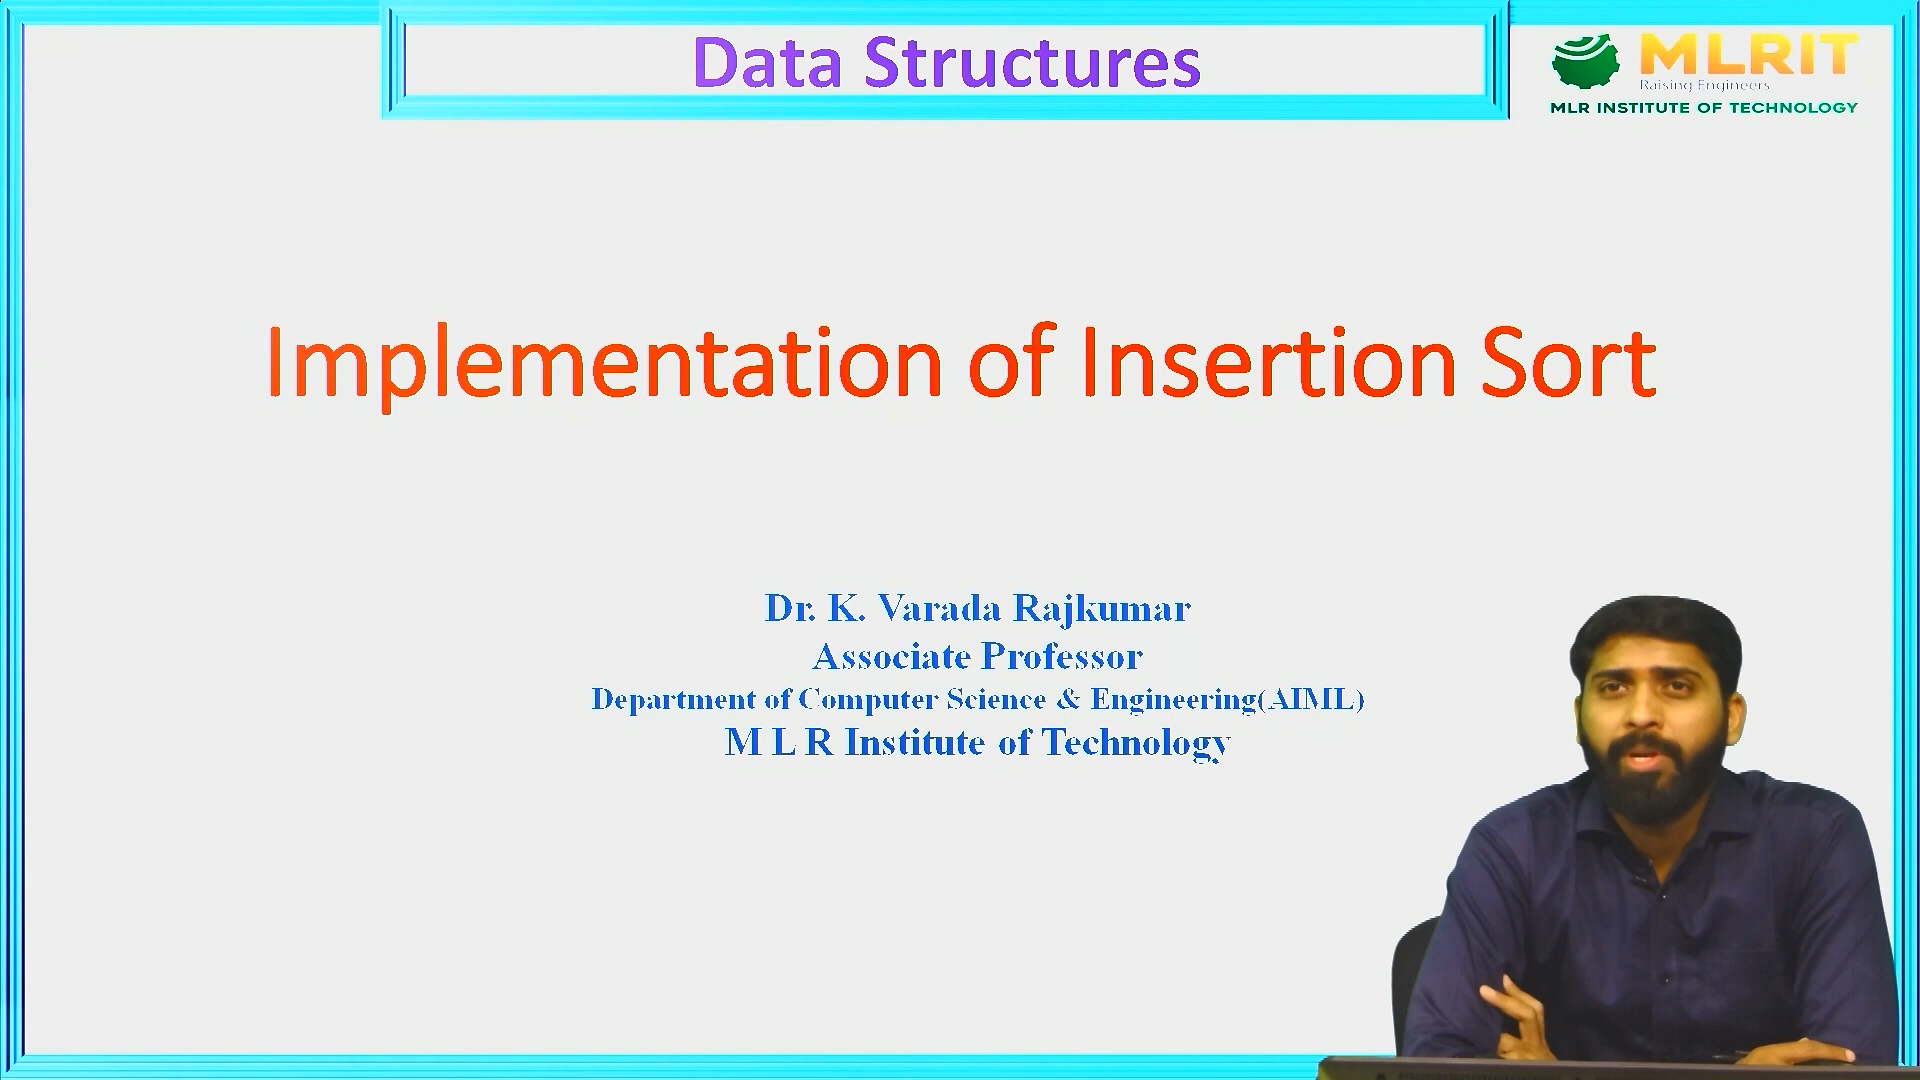 Data Structures
MLRIT
Raising Engineers
MLR INSTITUTE OF TECHNOLOGY
Implementation of Insertion Sort
Dr. K. Varada Rajkumar
Associate Professor
Department of Computer Science & Engineering(AIML)
M L R Institute of Technology